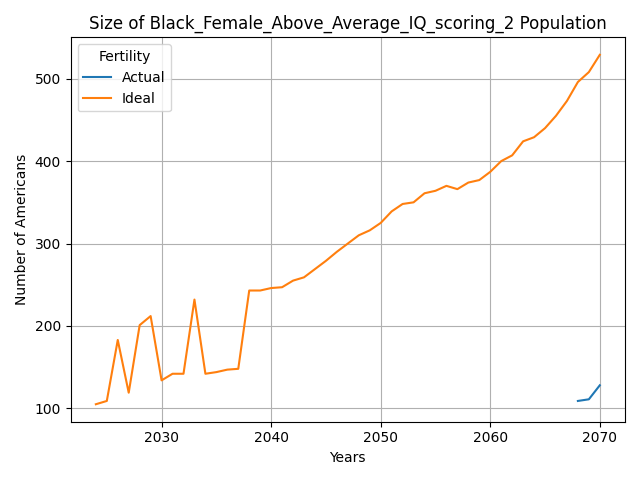 Size of Black_Female_Above_Average_IQ_scoring_2 Population
Fertility
Actual
Ideal
500
400
300
200
100
Number of Americans
2030 2040 2050 2060 2070
Years